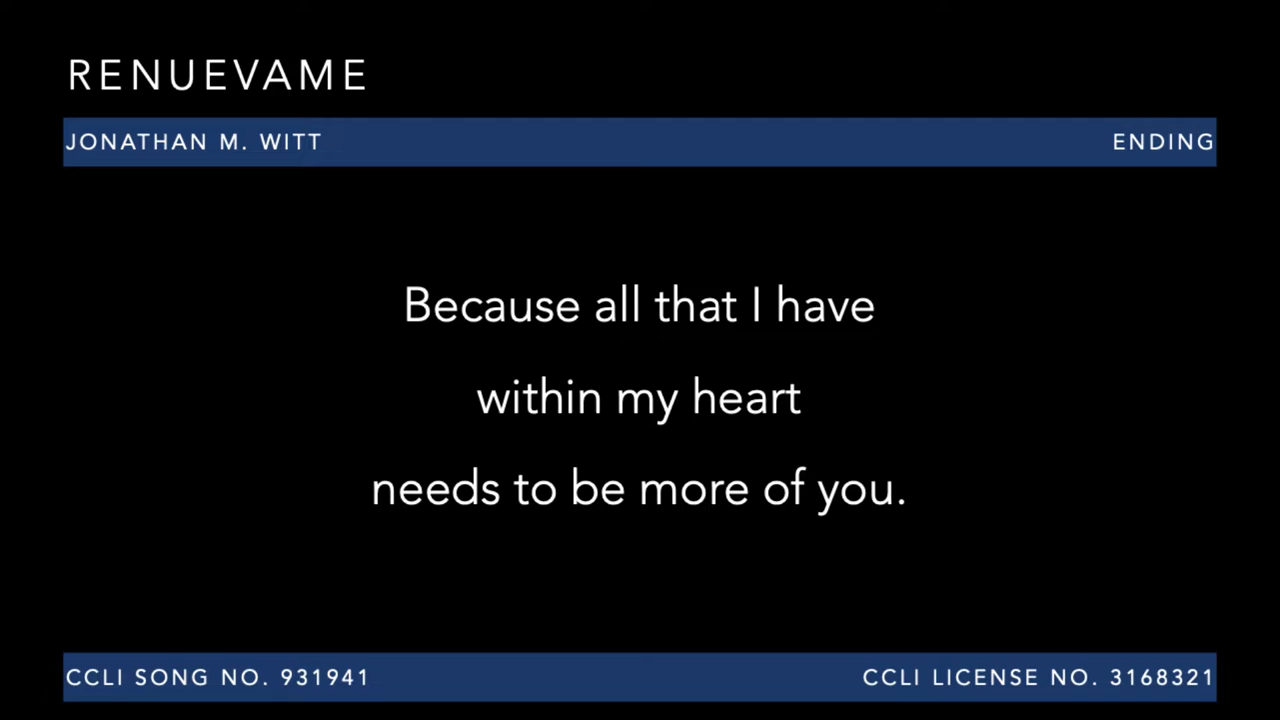 RENUEVAME
JONATHAN M. WITT
ENDING
Because all that I have
within my heart
needs to be more of you.
CCLI SONG NO. 931941
CCLI LICENSE NO. 3168321